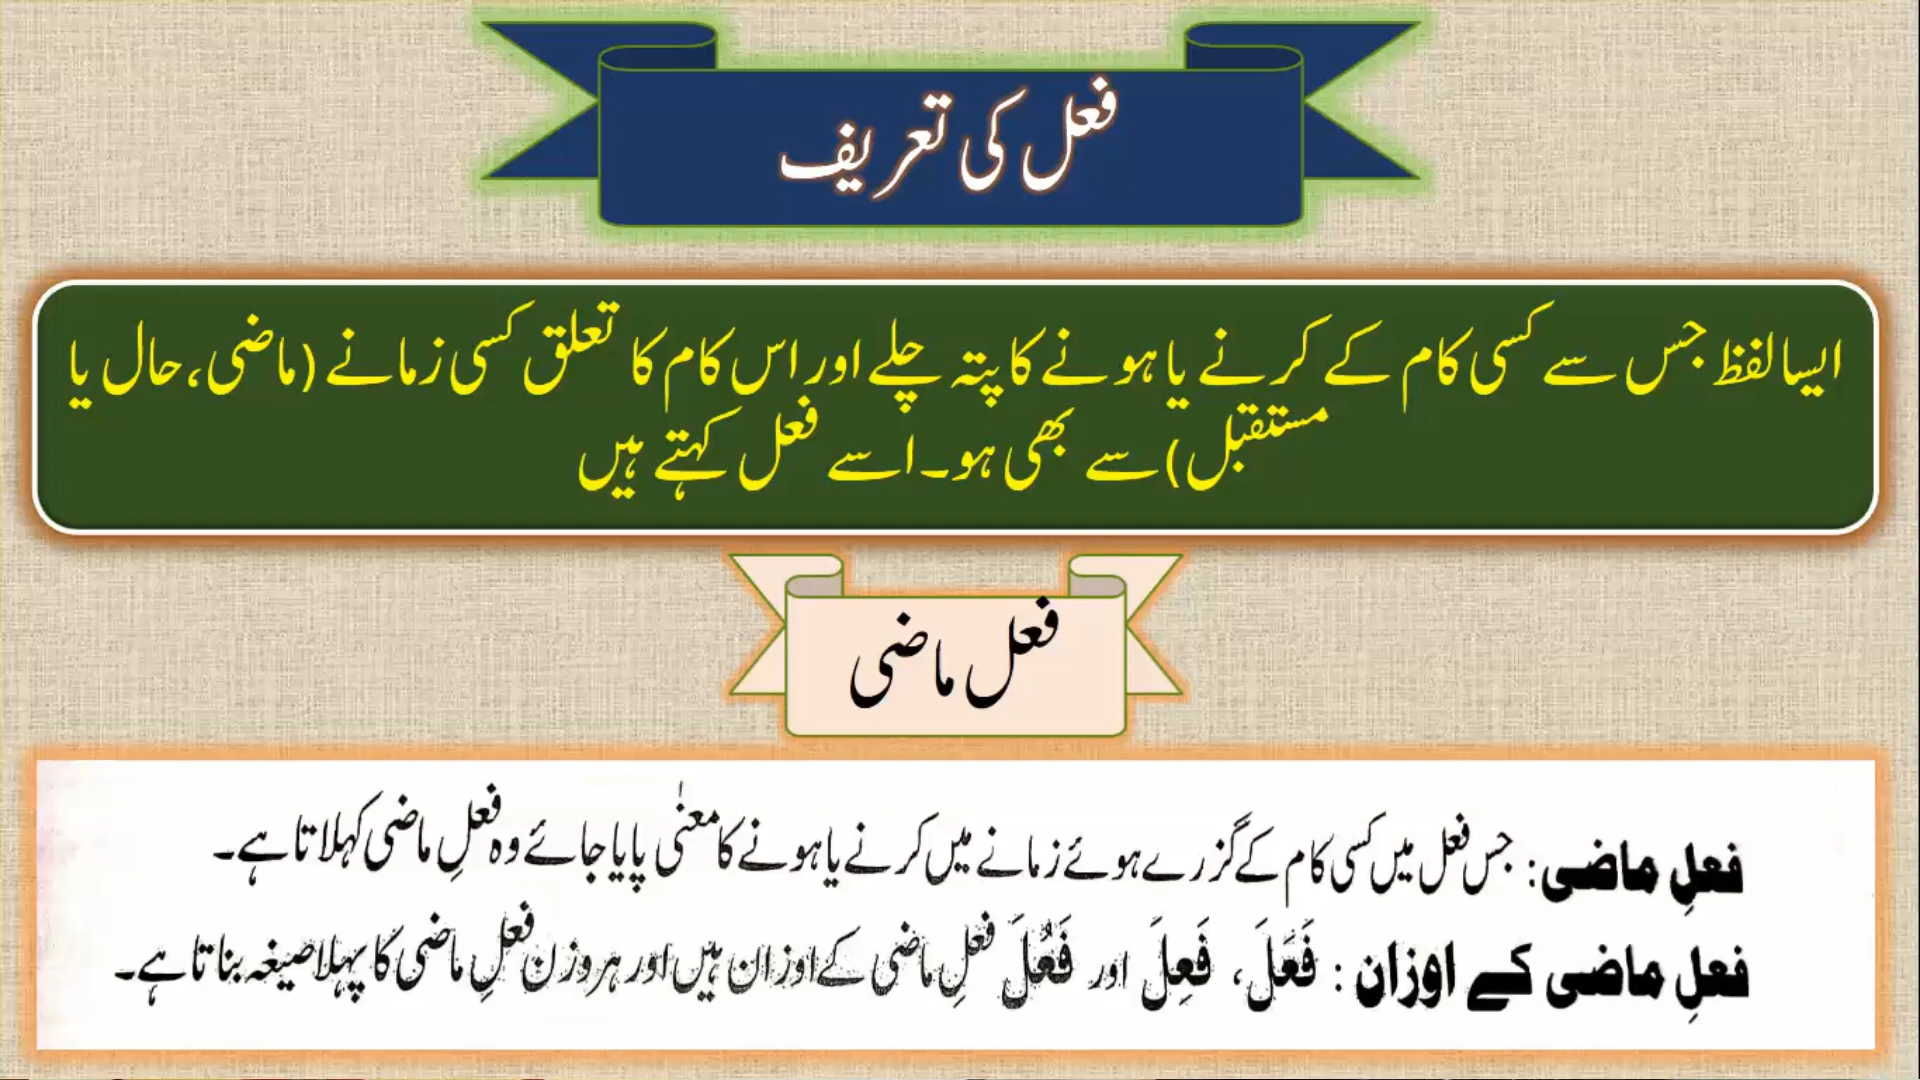 فعل کی تعریف
ایسا لفظ جس سے کسی کام کے کرنے یا ہونے کا پتہ چلے اور اس کام کا تعلق کسی زمانے (ماضی، حال یا
مستقبل) سے بھی ہو۔ اسے فعل کہتے ہیں
فعل ماضی
فعلِ ماضی: جس فعل میں کسی کام کے گزرے ہوئے زمانے میں کرنے یا ہونے کا معنٰی پایا جائے وہ فعلِ ماضی کہلاتا ہے۔
فعلِ ماضی کے اوزان: فَعَلَ، فَعِلَ اور فَعُلَ فعلِ ماضی کے اوزان ہیں اور ہر وزن فعلِ ماضی کا پہلا صیغہ بناتا ہے۔